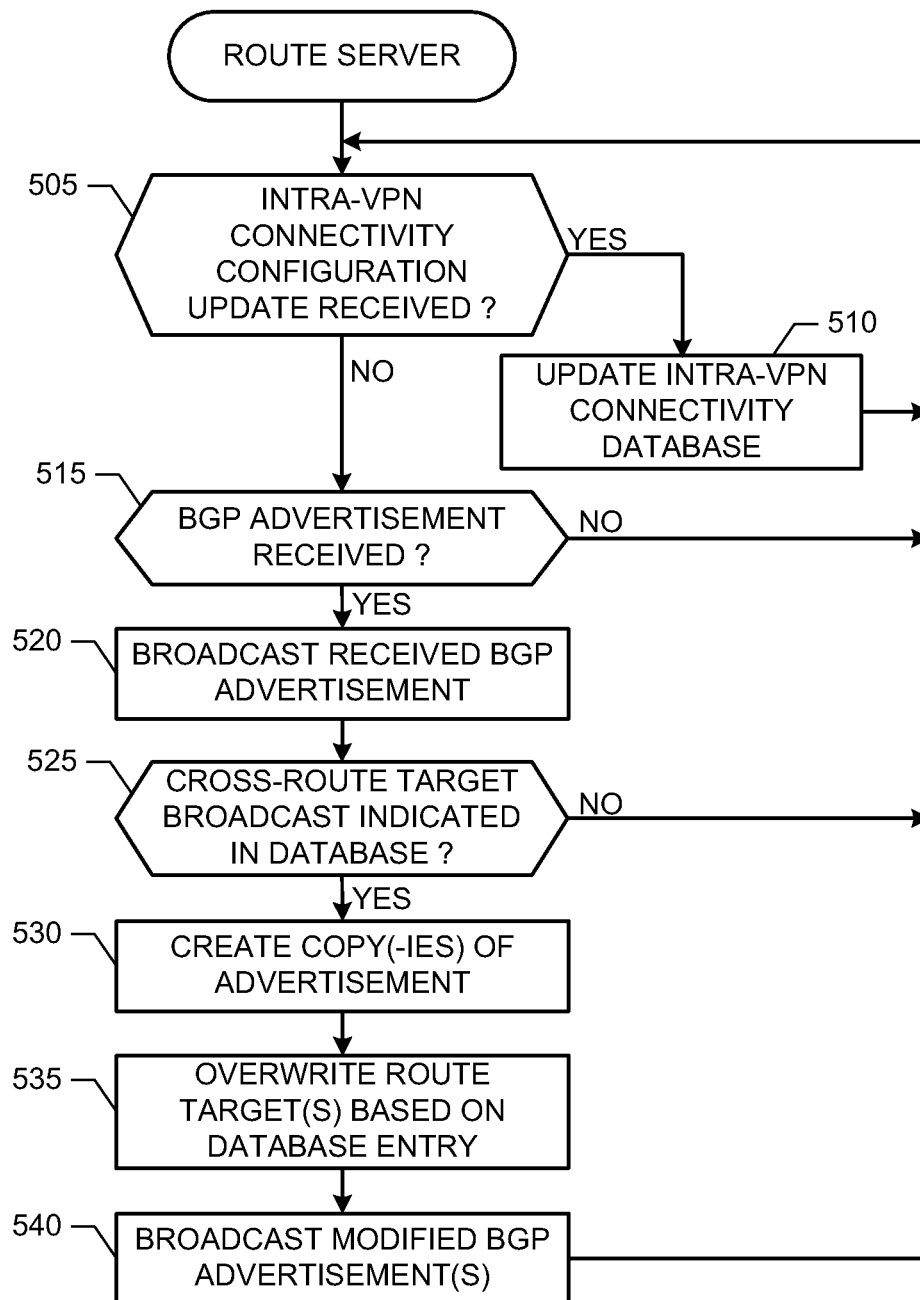 ROUTE SERVER
505
INTRA-VPN
CONNECTIVITY
CONFIGURATION
UPDATE RECEIVED ?
YES
NO
510
UPDATE INTRA-VPN
CONNECTIVITY
DATABASE
515
BGP ADVERTISEMENT
RECEIVED ?
NO
YES
520
BROADCAST RECEIVED BGP
ADVERTISEMENT
525
CROSS-ROUTE TARGET
BROADCAST INDICATED
IN DATABASE ?
NO
YES
530
CREATE COPY(-IES) OF
ADVERTISEMENT
535
OVERWRITE ROUTE
TARGET(S) BASED ON
DATABASE ENTRY
540
BROADCAST MODIFIED BGP
ADVERTISEMENT(S)